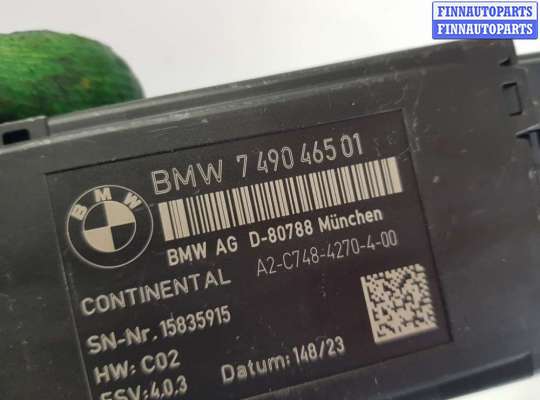 FINNAUTOPARTS
FINNAUTOPARTS
BMW
BMW 7 490 465 01
BMW AG D-80788 München
CONTINENTAL A2-C748-4270-4-00
SN-Nr. 15835915
HW: C02 Datum: 148/23
FSV: 4.0.3